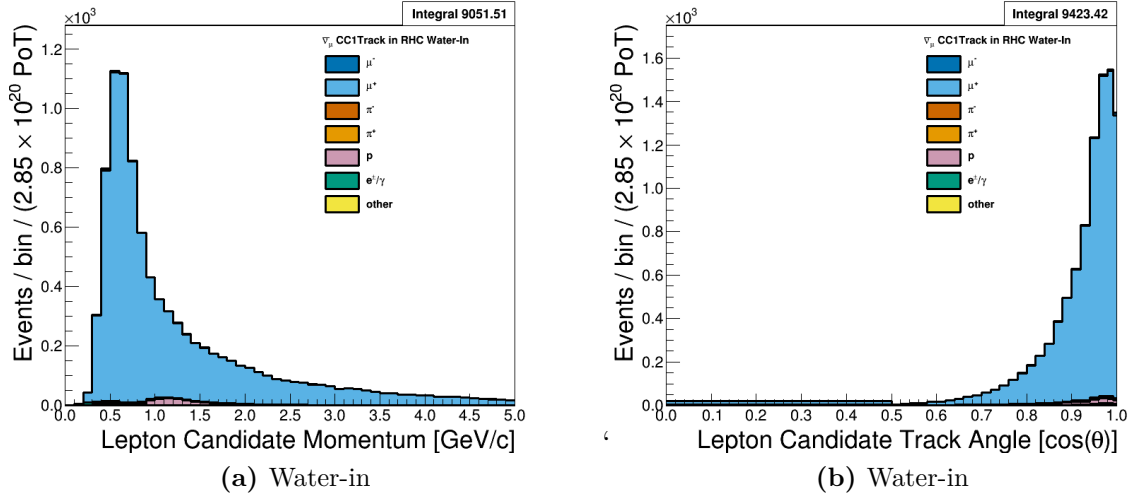 ×10³
Integral 9051.51
ν̄μ CC1Track in RHC Water-In
μ⁻
μ⁺
π⁻
π⁺
p
e±/γ
other
Events / bin / (2.85 × 10²⁰ PoT)
1.2
1.0
0.8
0.6
0.4
0.2
0.0
0.0 0.5 1.0 1.5 2.0 2.5 3.0 3.5 4.0 4.5 5.0
Lepton Candidate Momentum [GeV/c]
(a) Water-in
×10³
Integral 9423.42
ν̄μ CC1Track in RHC Water-In
μ⁻
μ⁺
π⁻
π⁺
p
e±/γ
other
Events / bin / (2.85 × 10²⁰ PoT)
1.6
1.4
1.2
1.0
0.8
0.6
0.4
0.2
0.0
0.0 0.1 0.2 0.3 0.4 0.5 0.6 0.7 0.8 0.9 1.0
‘ Lepton Candidate Track Angle [cos(θ)]
(b) Water-in